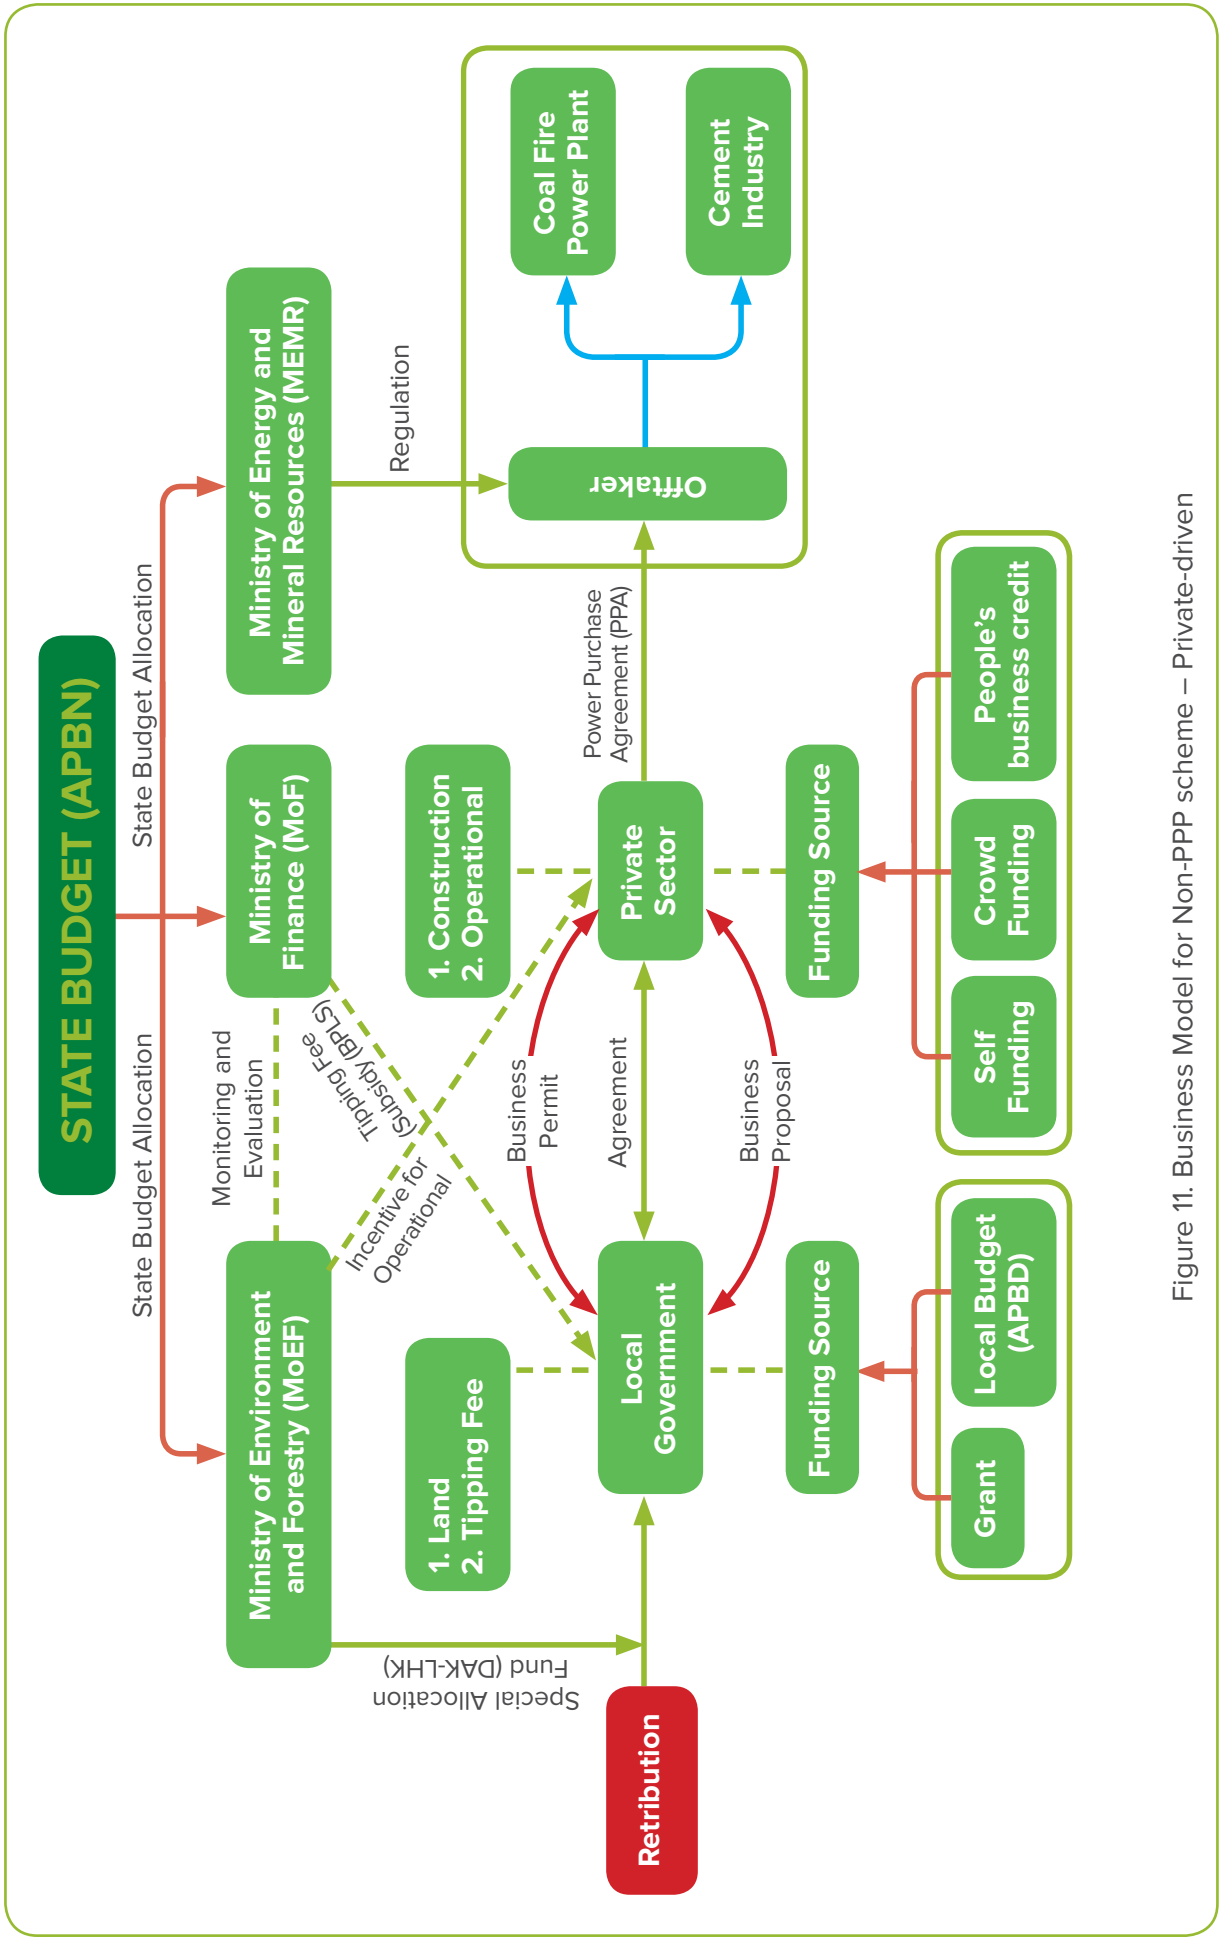 STATE BUDGET (APBN)
State Budget Allocation
State Budget Allocation
Ministry of Environment
and Forestry (MoEF)
Monitoring and
Evaluation
Ministry of
Finance (MoF)
Ministry of Energy and
Mineral Resources (MEMR)
Special Allocation
Fund (DAK-LHK)
Incentive for
Operational
Tipping Fee
(Subsidy (BPLS)
Regulation
1. Land
2. Tipping Fee
1. Construction
2. Operational
Retribution
Local
Government
Business
Permit
Agreement
Business
Proposal
Private
Sector
Power Purchase
Agreement (PPA)
Offtaker
Coal Fire
Power Plant
Cement
Industry
Funding Source
Funding Source
Grant
Local Budget
(APBD)
Self
Funding
Crowd
Funding
People’s
business credit
Figure 11. Business Model for Non-PPP scheme – Private-driven